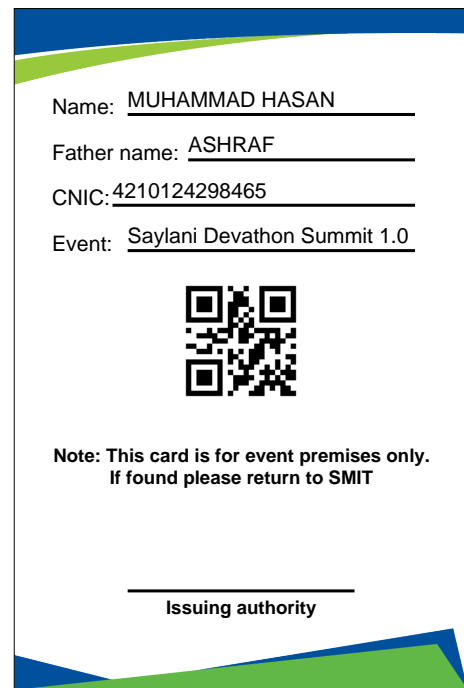 Name: MUHAMMAD HASAN
Father name: ASHRAF
CNIC: 4210124298465
Event: Saylani Devathon Summit 1.0
Note: This card is for event premises only.
If found please return to SMIT
Issuing authority